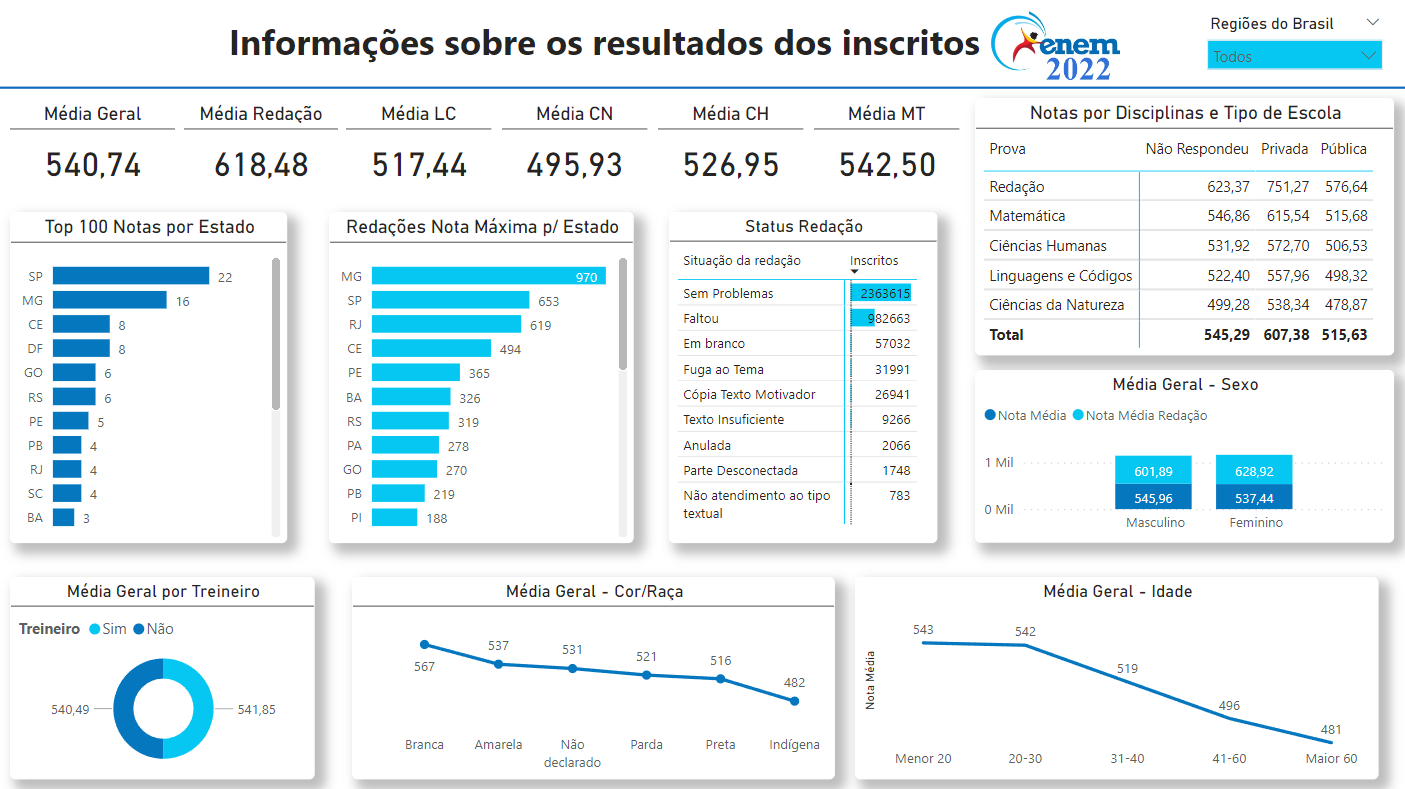 Informações sobre os resultados dos inscritos
enem
2022
Regiões do Brasil
Todos
Média Geral
540,74
Média Redação
618,48
Média LC
517,44
Média CN
495,93
Média CH
526,95
Média MT
542,50
Notas por Disciplinas e Tipo de Escola
Prova Não Respondeu Privada Pública
Redação 623,37 751,27 576,64
Matemática 546,86 615,54 515,68
Ciências Humanas 531,92 572,70 506,53
Linguagens e Códigos 522,40 557,96 498,32
Ciências da Natureza 499,28 538,34 478,87
Total 545,29 607,38 515,63
Top 100 Notas por Estado
SP 22
MG 16
CE 8
DF 8
GO 6
RS 6
PE 5
PB 4
RJ 4
SC 4
BA 3
Redações Nota Máxima p/ Estado
MG 970
SP 653
RJ 619
CE 494
PE 365
BA 326
RS 319
PA 278
GO 270
PB 219
PI 188
Status Redação
Situação da redação Inscritos
Sem Problemas 2363615
Faltou 982663
Em branco 57032
Fuga ao Tema 31991
Cópia Texto Motivador 26941
Texto Insuficiente 9266
Anulada 2066
Parte Desconectada 1748
Não atendimento ao tipo 783
textual
Média Geral - Sexo
Nota Média Nota Média Redação
1 Mil
601,89 628,92
545,96 537,44
0 Mil
Masculino Feminino
Média Geral por Treineiro
Treineiro Sim Não
540,49 541,85
Média Geral - Cor/Raça
567 537 531 521 516 482
Branca Amarela Não Parda Preta Indígena
declarado
Média Geral - Idade
Nota Média
543 542 519 496 481
Menor 20 20-30 31-40 41-60 Maior 60